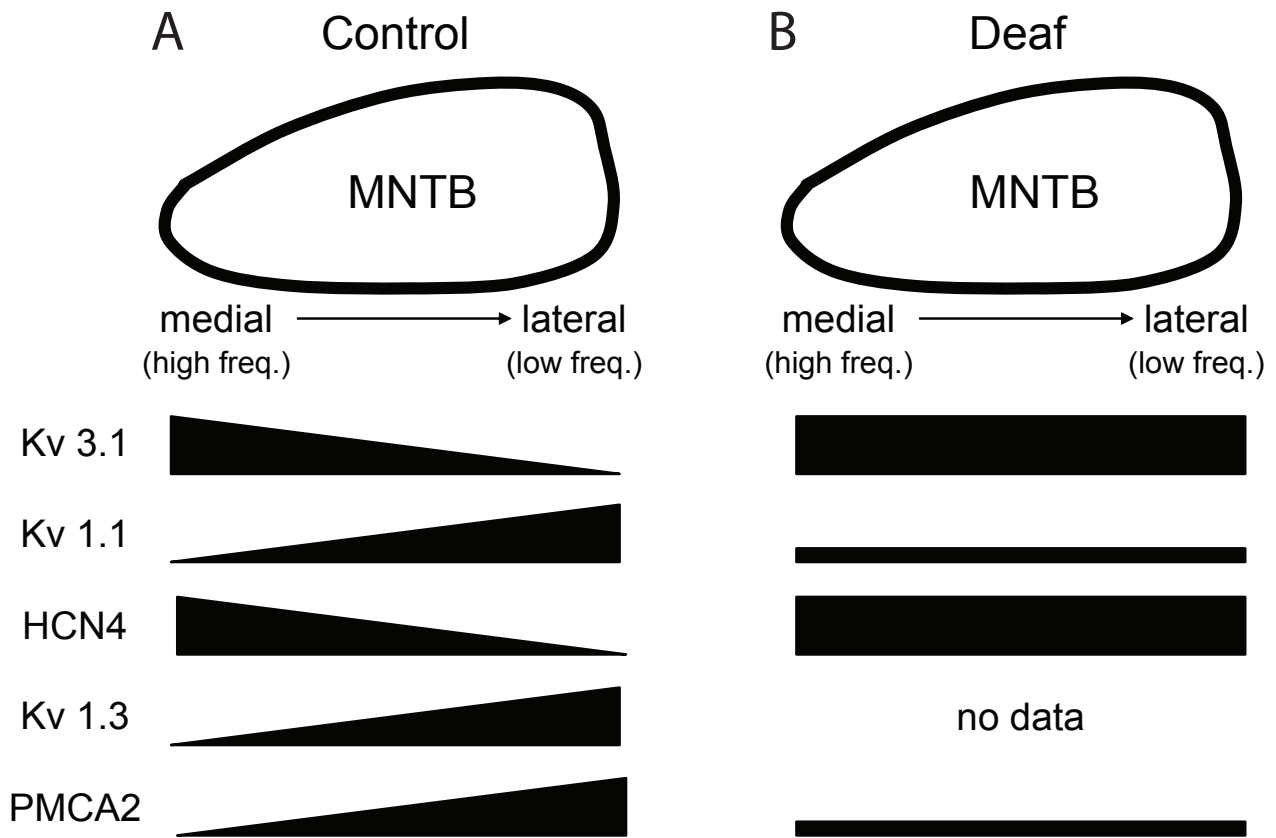 A Control B Deaf
MNTB MNTB
medial lateral medial lateral
(high freq.) (low freq.) (high freq.) (low freq.)
Kv 3.1
Kv 1.1
HCN4
Kv 1.3 no data
PMCA2